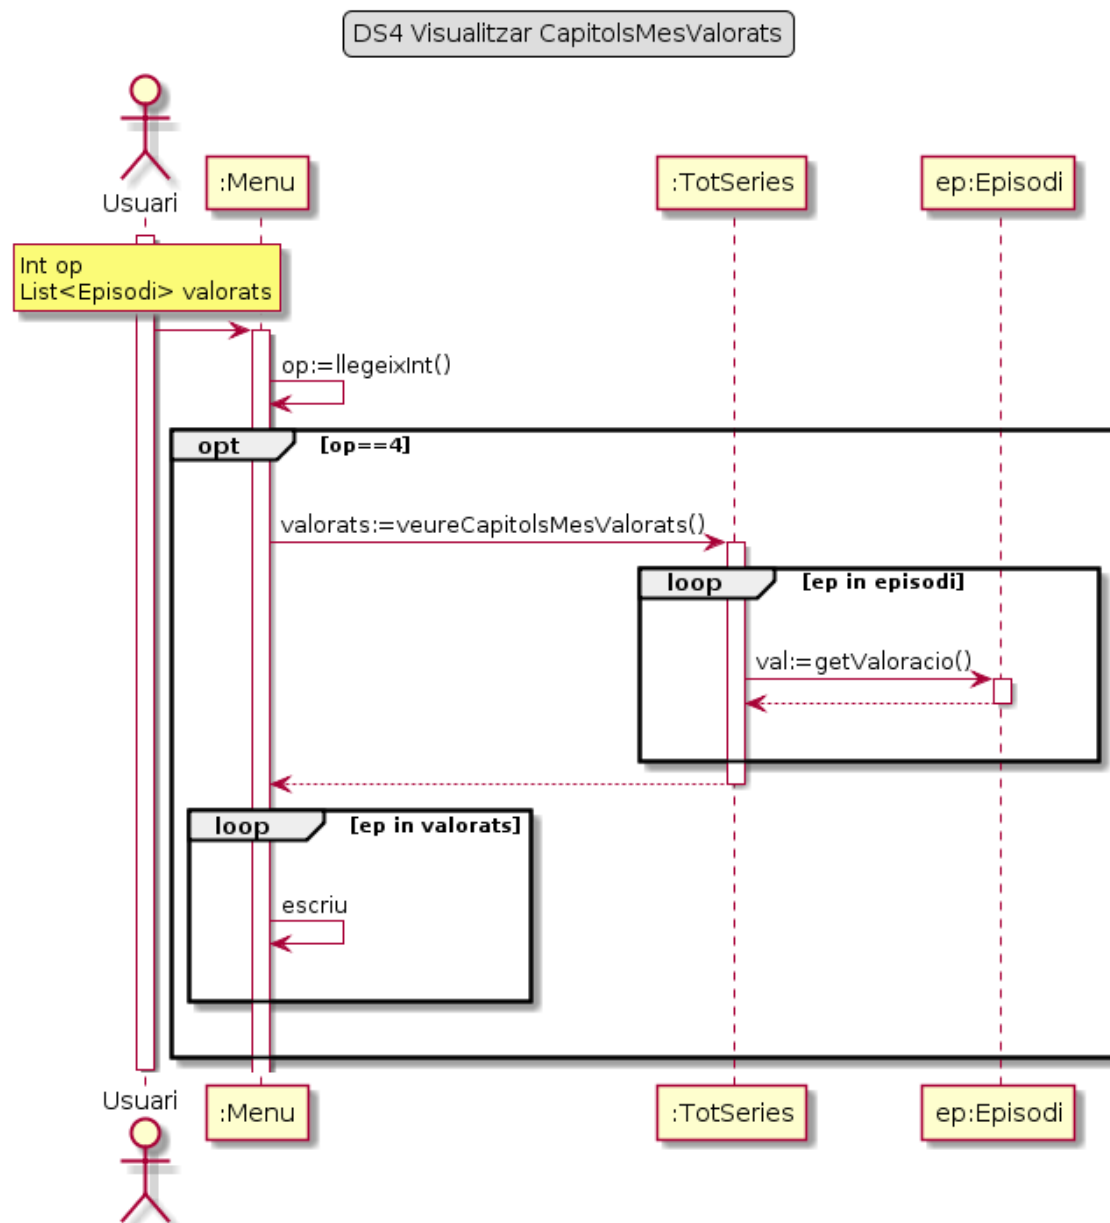 DS4 Visualitzar CapitolsMesValorats
Usuari
:Menu
:TotSeries
ep:Episodi
Int op
List<Episodi> valorats
op:=llegeixInt()
opt
[op==4]
valorats:=veureCapitolsMesValorats()
loop
[ep in episodi]
val:=getValoracio()
loop
[ep in valorats]
escriu
Usuari
:Menu
:TotSeries
ep:Episodi